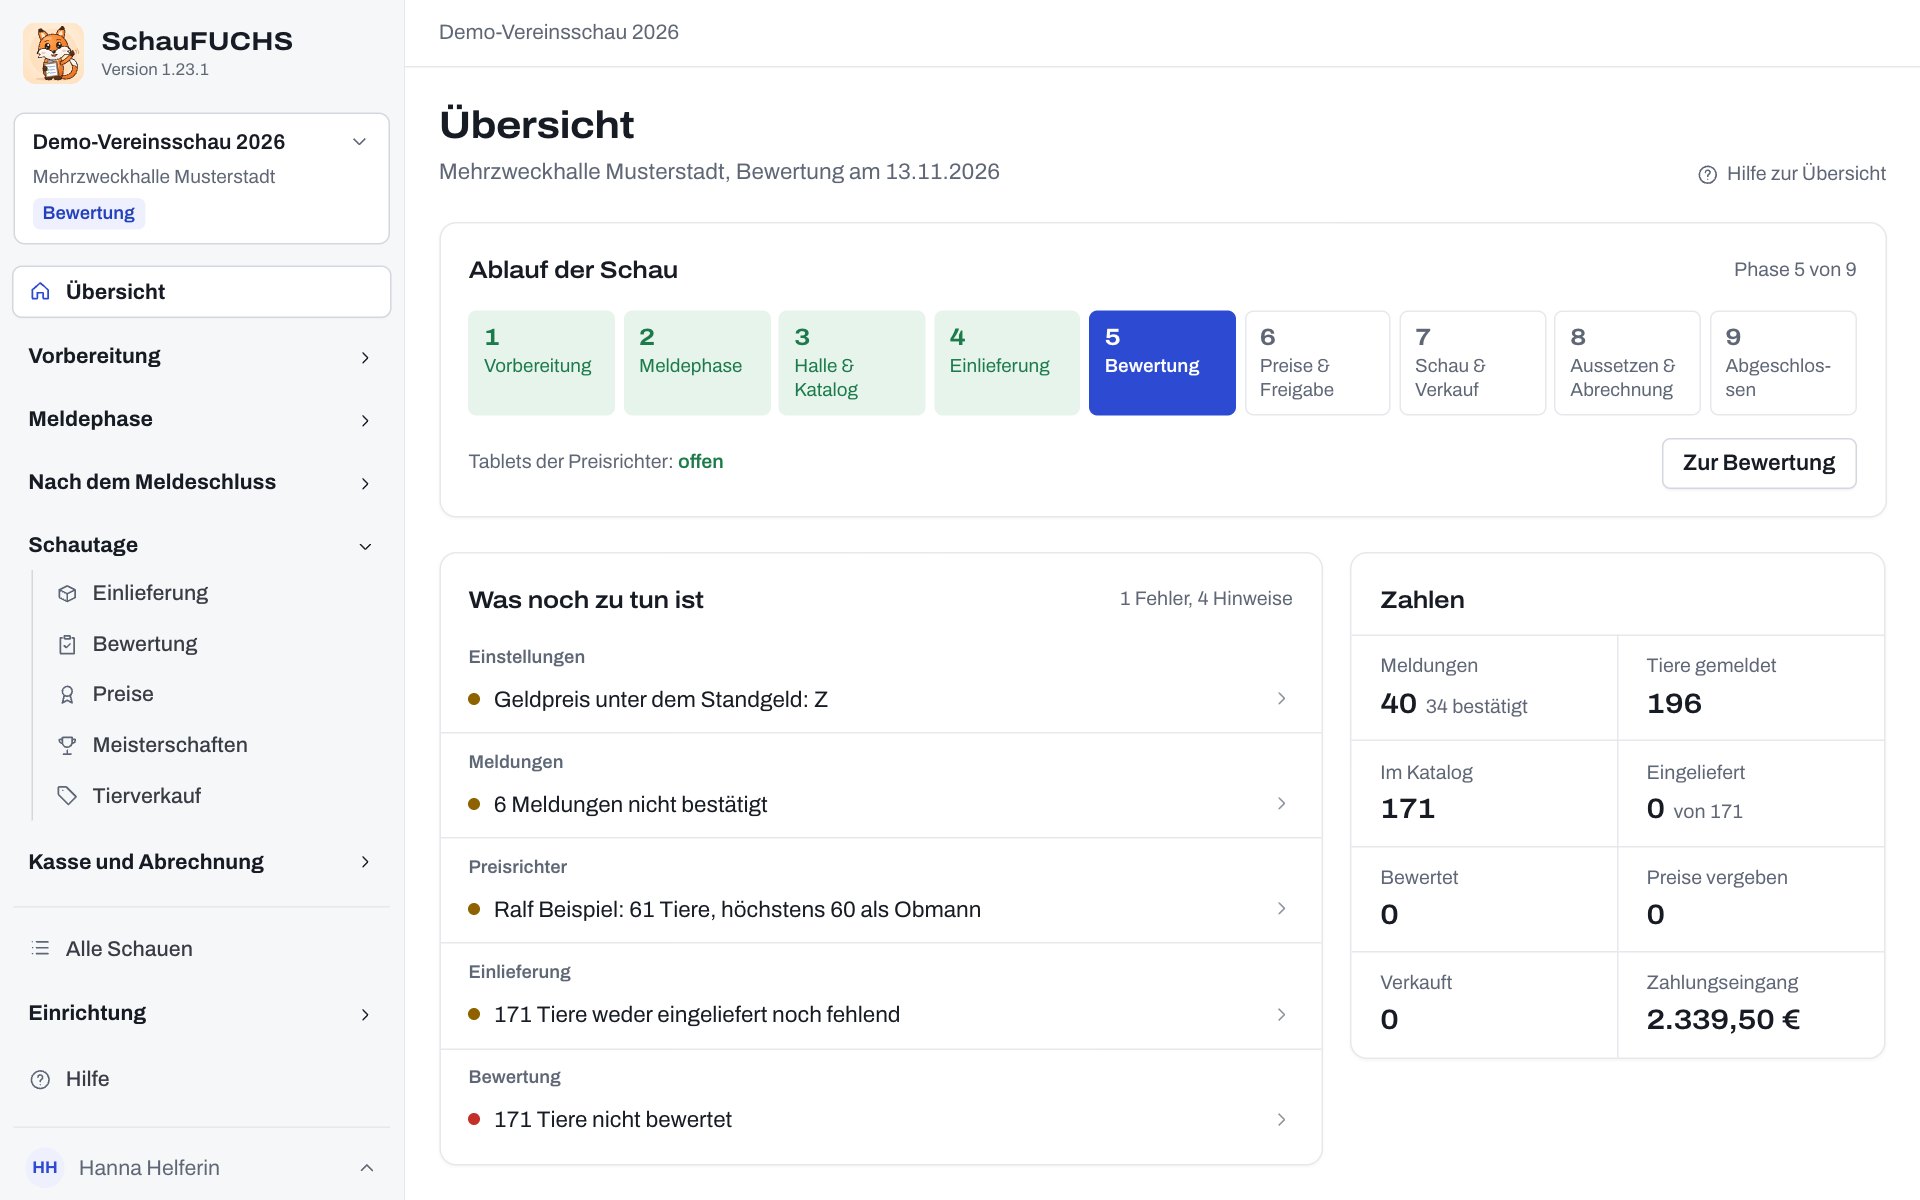 SchauFUCHS
Version 1.23.1
Demo-Vereinsschau 2026
Mehrzweckhalle Musterstadt
Bewertung
Übersicht
Vorbereitung
Meldephase
Nach dem Meldeschluss
Schautage
Einlieferung
Bewertung
Preise
Meisterschaften
Tierverkauf
Kasse und Abrechnung
Alle Schauen
Einrichtung
Hilfe
HH Hanna Helferin
Demo-Vereinsschau 2026
Übersicht
Mehrzweckhalle Musterstadt, Bewertung am 13.11.2026
Hilfe zur Übersicht
Ablauf der Schau
Phase 5 von 9
1
Vorbereitung
2
Meldephase
3
Halle &
Katalog
4
Einlieferung
5
Bewertung
6
Preise &
Freigabe
7
Schau &
Verkauf
8
Aussetzen &
Abrechnung
9
Abgeschlos-
sen
Tablets der Preisrichter: offen
Zur Bewertung
Was noch zu tun ist
1 Fehler, 4 Hinweise
Einstellungen
Geldpreis unter dem Standgeld: Z
Meldungen
6 Meldungen nicht bestätigt
Preisrichter
Ralf Beispiel: 61 Tiere, höchstens 60 als Obmann
Einlieferung
171 Tiere weder eingeliefert noch fehlend
Bewertung
171 Tiere nicht bewertet
Zahlen
Meldungen
40 34 bestätigt
Tiere gemeldet
196
Im Katalog
171
Eingeliefert
0 von 171
Bewertet
0
Preise vergeben
0
Verkauft
0
Zahlungseingang
2.339,50 €